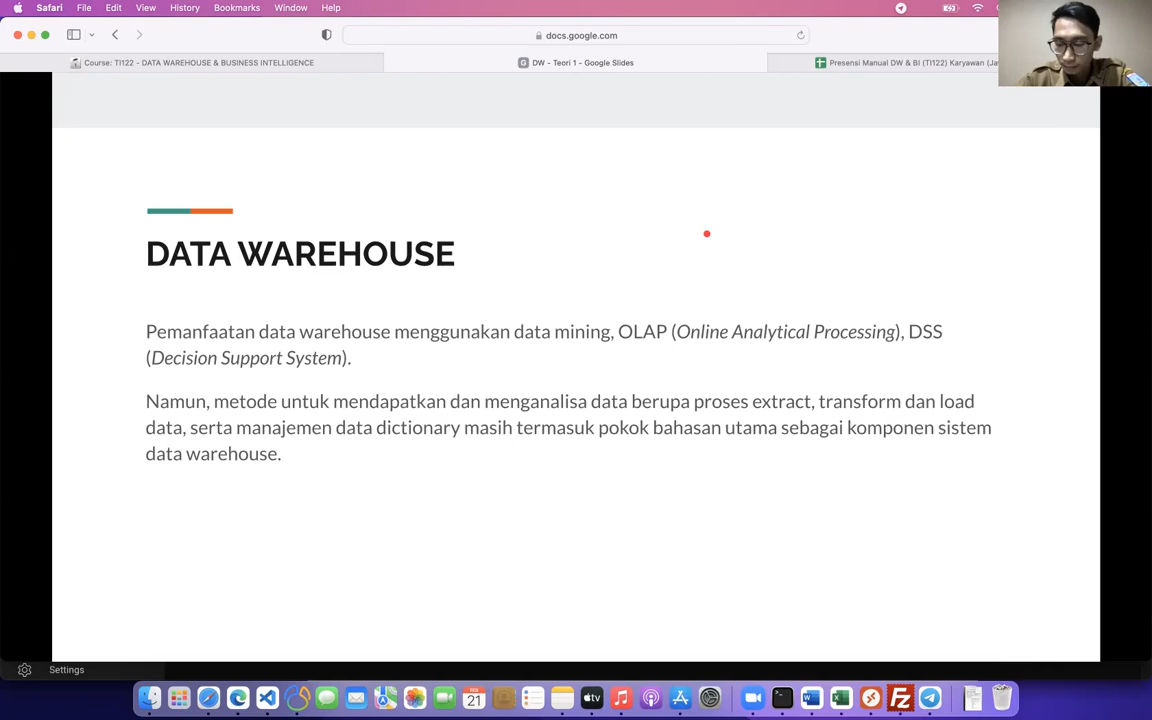 Safari File Edit View History Bookmarks Window Help
docs.google.com
Course: TI122 - DATA WAREHOUSE & BUSINESS INTELLIGENCE
DW - Teori 1 - Google Slides
Presensi Manual DW & BI (TI122) Karyawan (Ja
DATA WAREHOUSE
Pemanfaatan data warehouse menggunakan data mining, OLAP (Online Analytical Processing), DSS
(Decision Support System).
Namun, metode untuk mendapatkan dan menganalisa data berupa proses extract, transform dan load
data, serta manajemen data dictionary masih termasuk pokok bahasan utama sebagai komponen sistem
data warehouse.
Settings
21